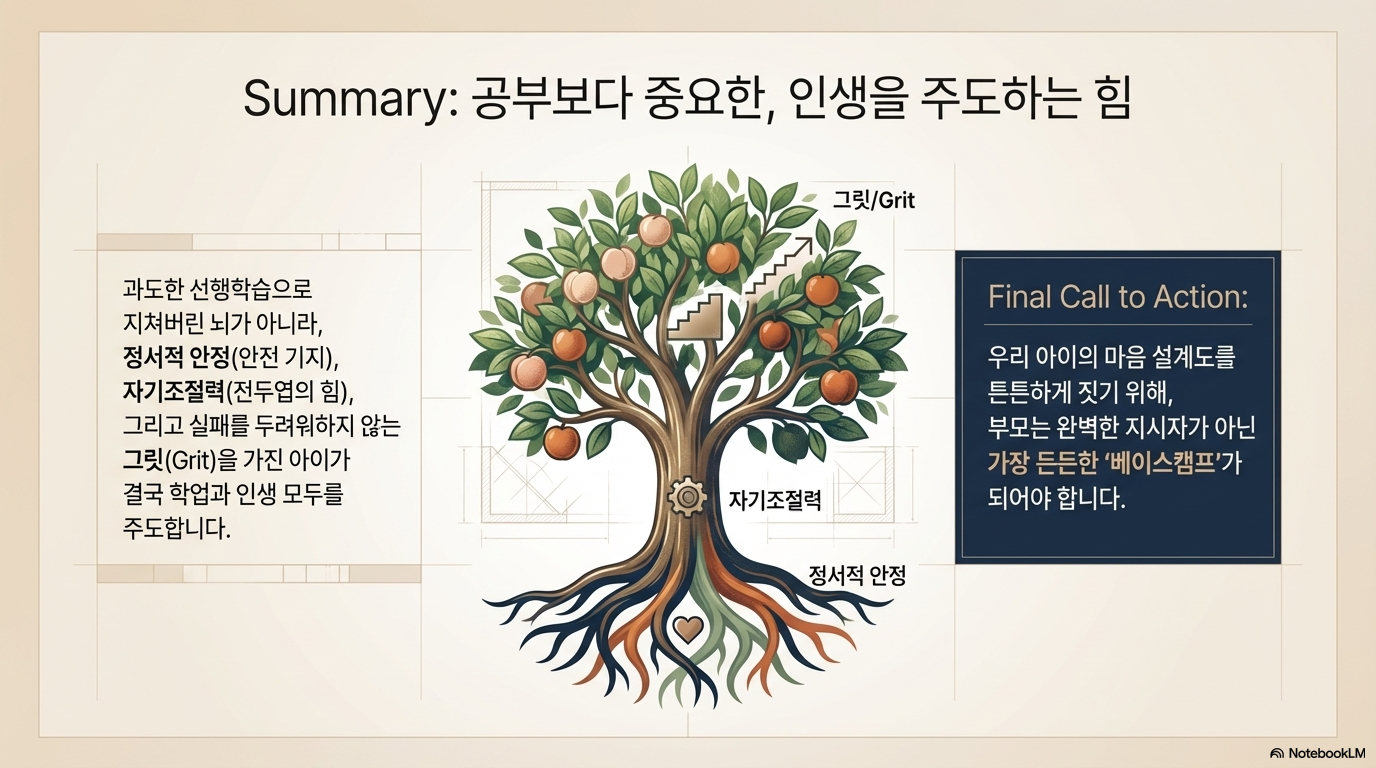 Summary: 공부보다 중요한, 인생을 주도하는 힘
과도한 선행학습으로
지쳐버린 뇌가 아니라,
정서적 안정(안전 기지),
자기조절력(전두엽의 힘),
그리고 실패를 두려워하지 않는
그릿(Grit)을 가진 아이가
결국 학업과 인생 모두를
주도합니다.
그릿/Grit
자기조절력
정서적 안정
Final Call to Action:
우리 아이의 마음 설계도를
튼튼하게 짓기 위해,
부모는 완벽한 지시자가 아닌
가장 든든한 ‘베이스캠프’가
되어야 합니다.
NotebookLM